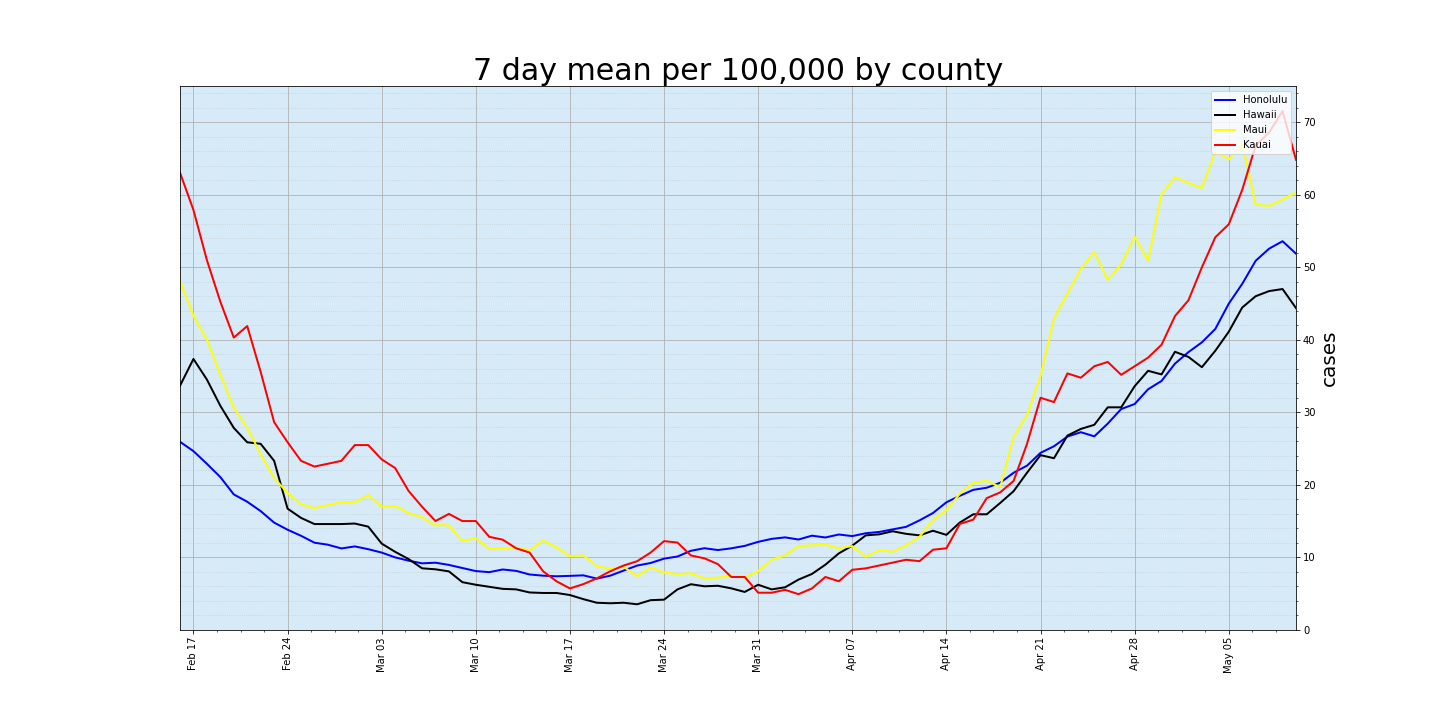 7 day mean per 100,000 by county
Honolulu
Hawaii
Maui
Kauai
70
60
50
40
30
20
10
0
cases
Feb 17
Feb 24
Mar 03
Mar 10
Mar 17
Mar 24
Mar 31
Apr 07
Apr 14
Apr 21
Apr 28
May 05